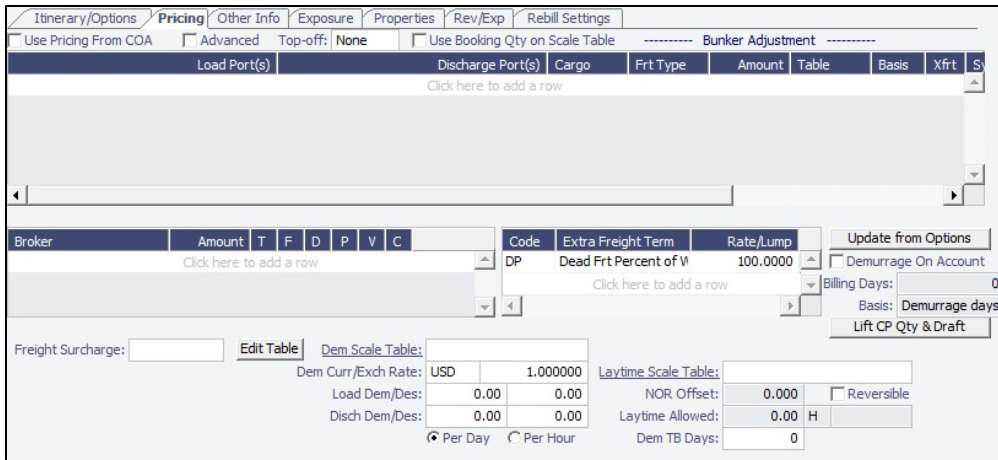 Itinerary/Options Pricing Other Info Exposure Properties Rev/Exp Rebill Settings
Use Pricing From COA Advanced Top-off: None Use Booking Qty on Scale Table ---------- Bunker Adjustment ----------
Load Port(s) Discharge Port(s) Cargo Frt Type Amount Table Basis Xfrt Sy
Click here to add a row
Broker Amount T F D P V C
Click here to add a row
Code Extra Freight Term Rate/Lump
DP Dead Frt Percent of W 100.0000
Click here to add a row
Update from Options
Demurrage On Account
Billing Days: 0
Basis: Demurrage days
Lift CP Qty & Draft
Freight Surcharge: Edit Table Dem Scale Table:
Dem Curr/Exch Rate: USD 1.000000 Laytime Scale Table:
Load Dem/Des: 0.00 0.00 NOR Offset: 0.000 Reversible
Disch Dem/Des: 0.00 0.00 Laytime Allowed: 0.00 H
Per Day Per Hour Dem TB Days: 0